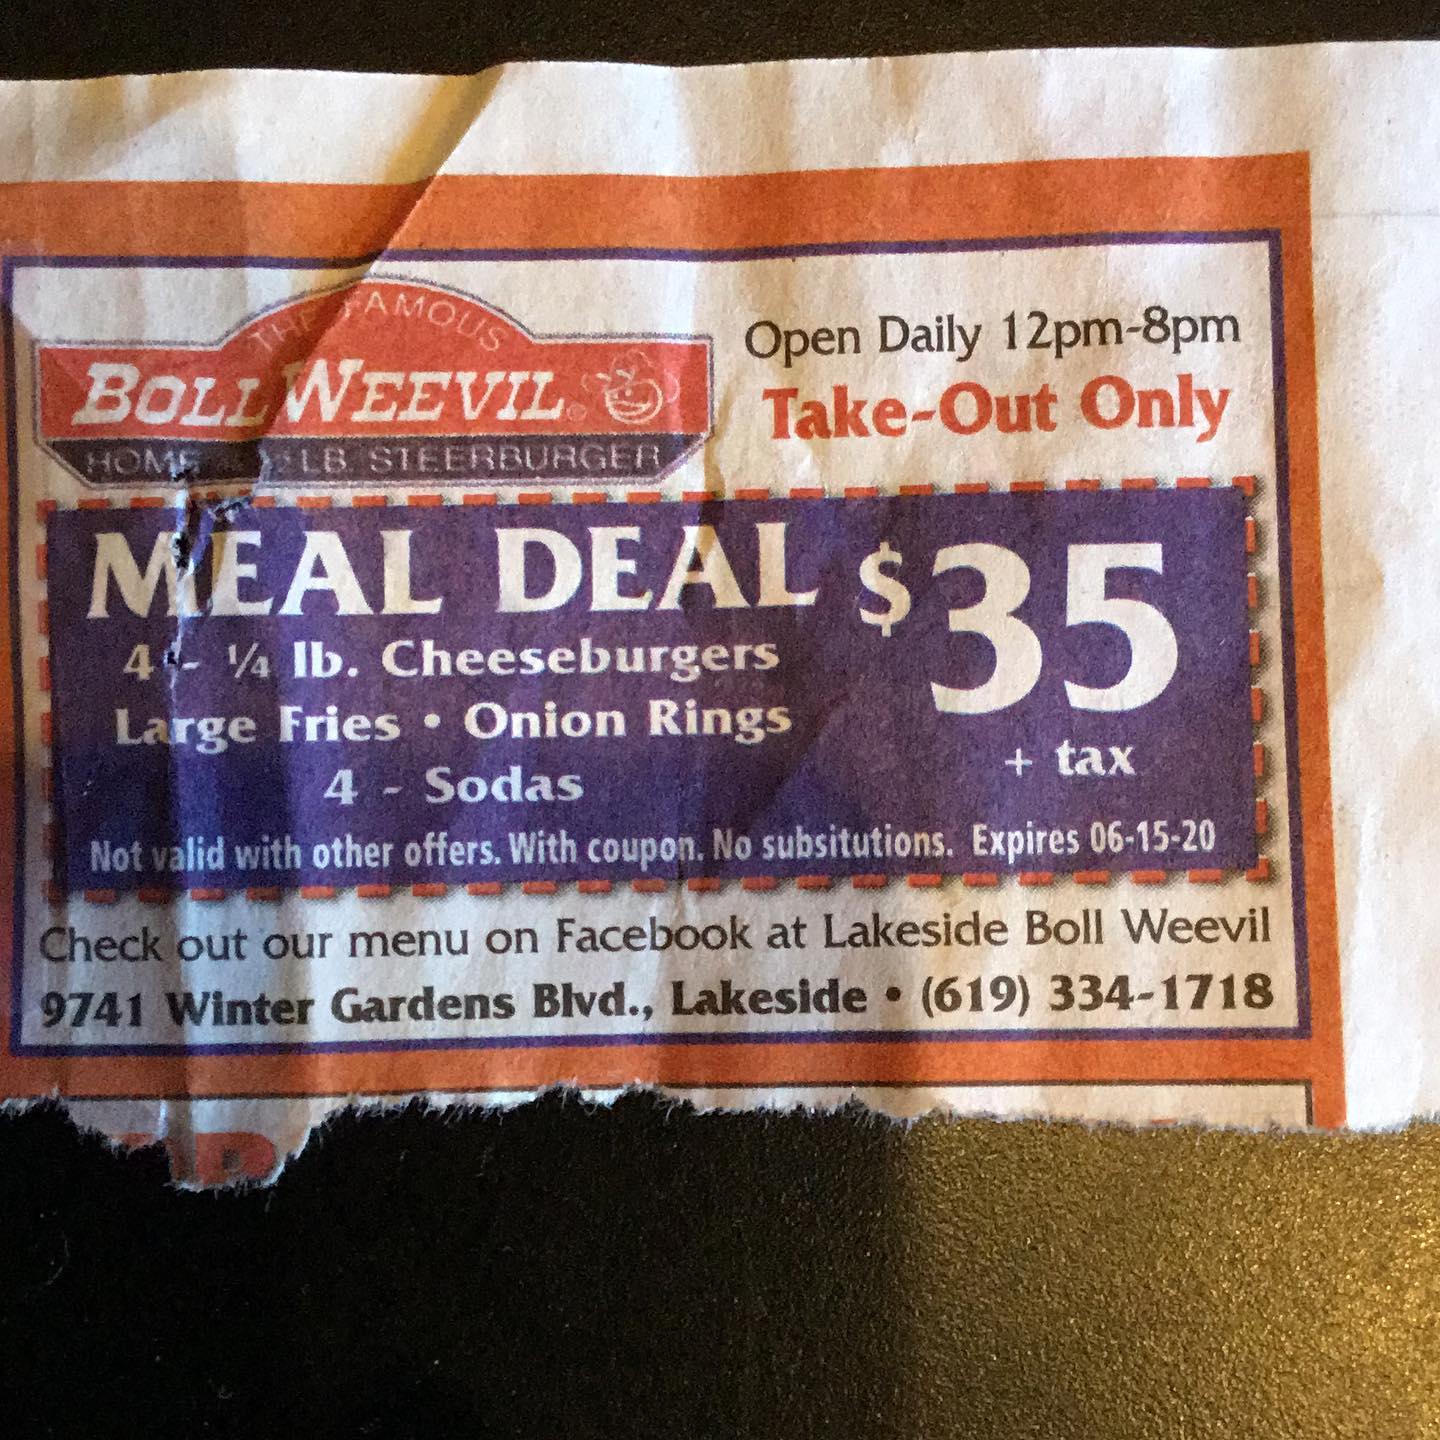 THE FAMOUS
BOLL WEEVIL®
HOME LB. STEERBURGER
Open Daily 12pm-8pm
Take-Out Only
MEAL DEAL
4 - ¼ lb. Cheeseburgers
Large Fries • Onion Rings
4 - Sodas
$35
+ tax
Not valid with other offers. With coupon. No subsitutions. Expires 06-15-20
Check out our menu on Facebook at Lakeside Boll Weevil
9741 Winter Gardens Blvd., Lakeside • (619) 334-1718